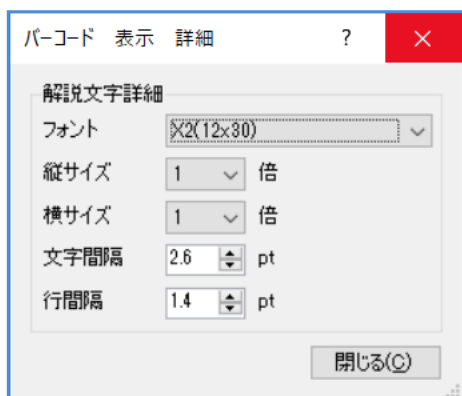 バーコード 表示 詳細 ? ×
解説文字詳細
フォント X2(12x30)
縦サイズ 1 倍
横サイズ 1 倍
文字間隔 2.6 pt
行間隔 1.4 pt
閉じる(C)